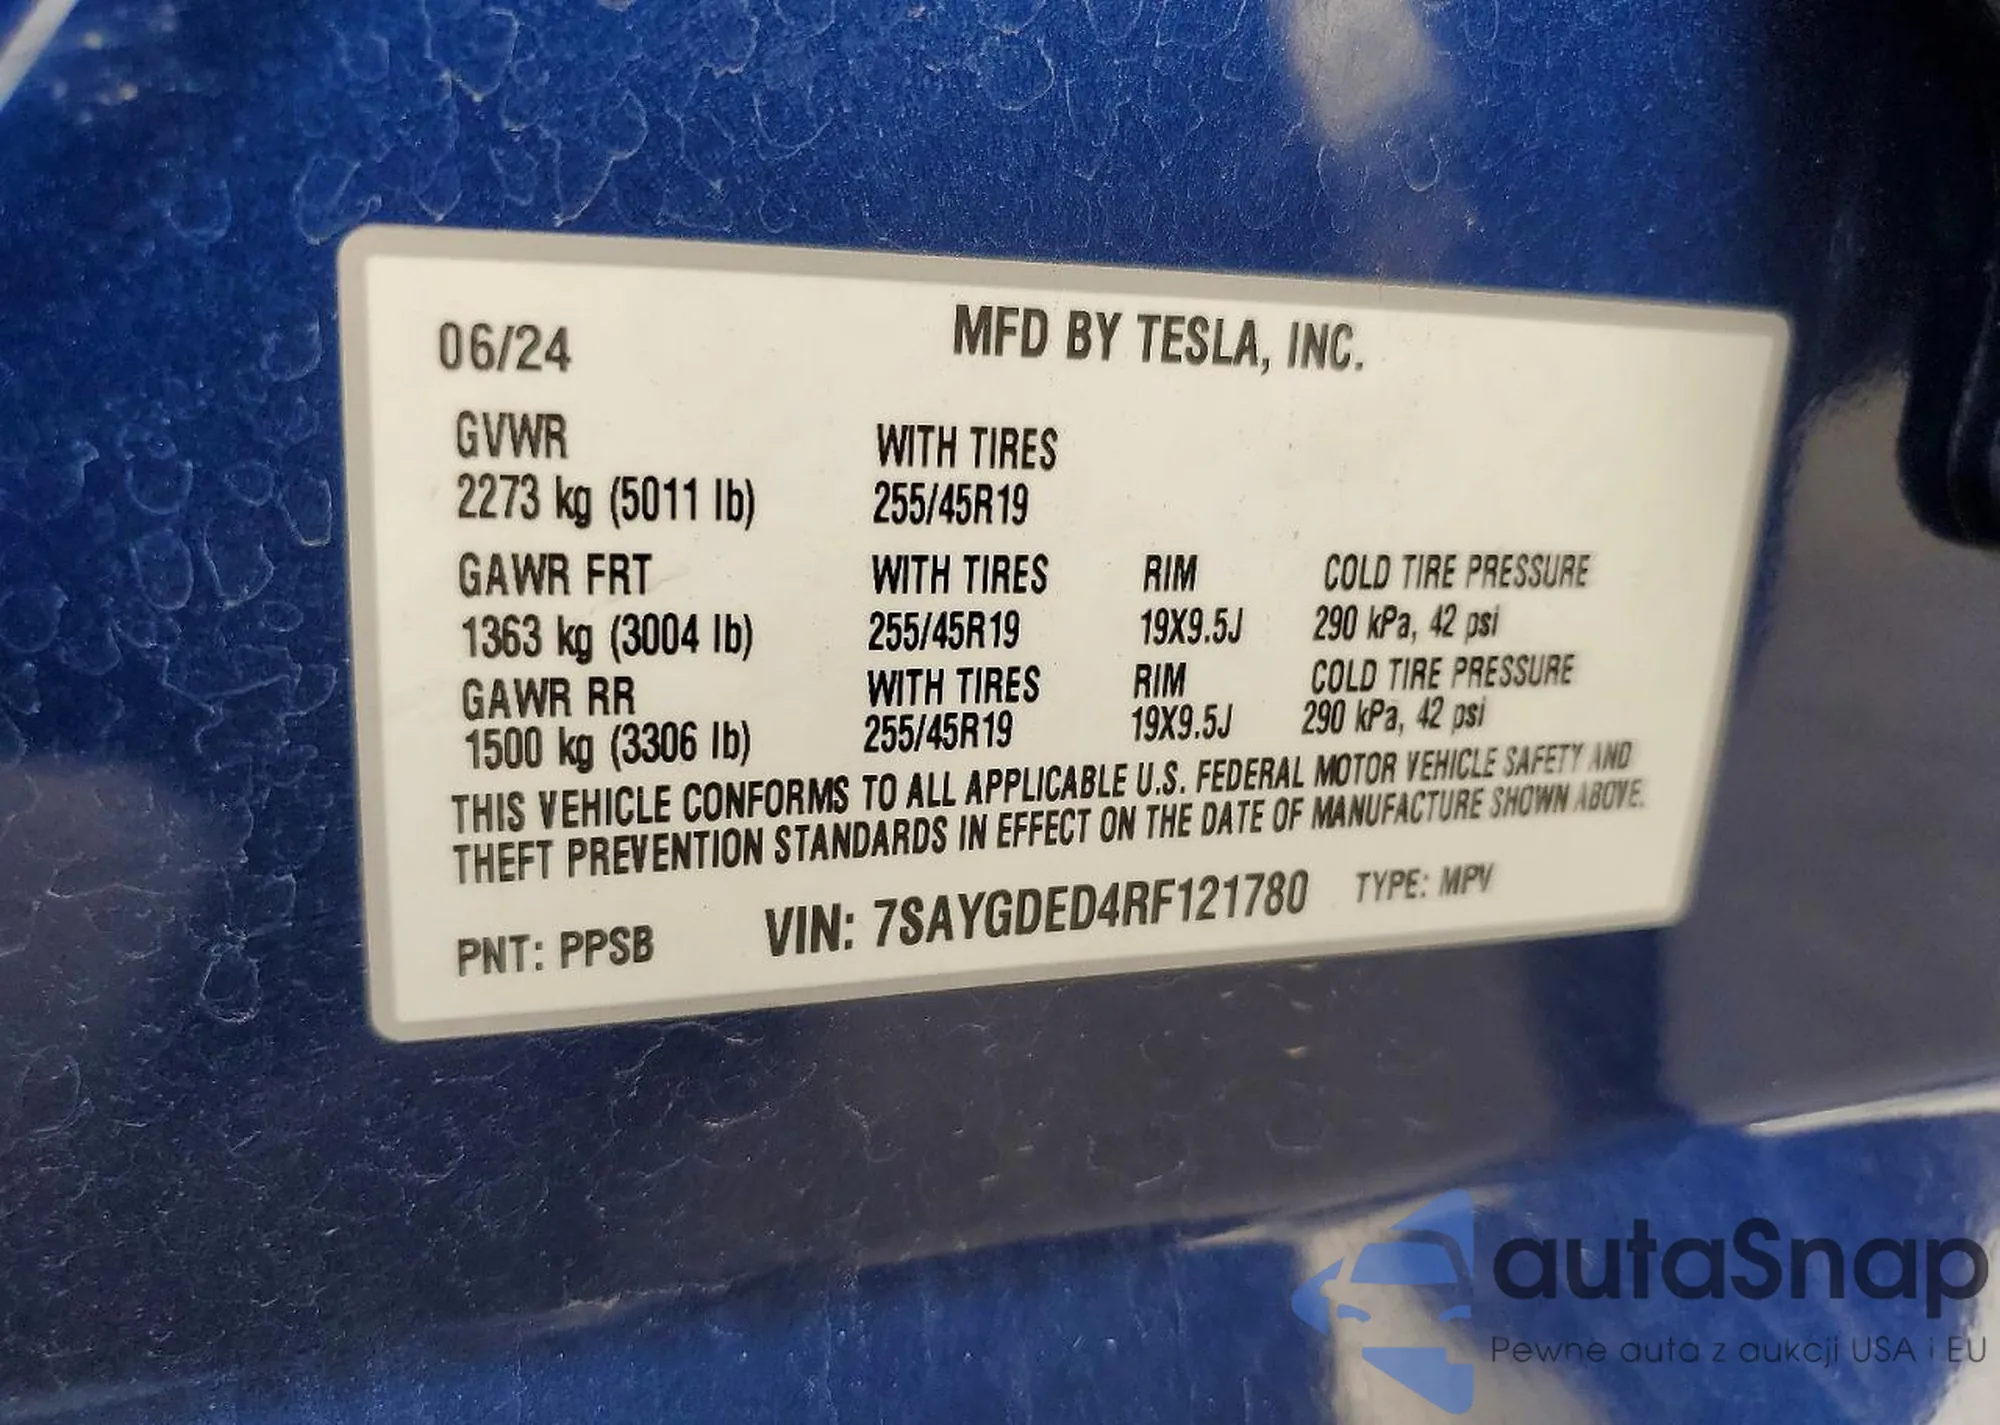 06/24 MFD BY TESLA, INC.
GVWR WITH TIRES
2273 kg (5011 lb) 255/45R19
GAWR FRT WITH TIRES RIM COLD TIRE PRESSURE
1363 kg (3004 lb) 255/45R19 19X9.5J 290 kPa, 42 psi
GAWR RR WITH TIRES RIM COLD TIRE PRESSURE
1500 kg (3306 lb) 255/45R19 19X9.5J 290 kPa, 42 psi
THIS VEHICLE CONFORMS TO ALL APPLICABLE U.S. FEDERAL MOTOR VEHICLE SAFETY AND
THEFT PREVENTION STANDARDS IN EFFECT ON THE DATE OF MANUFACTURE SHOWN ABOVE.
PNT: PPSB VIN: 7SAYGDED4RF121780 TYPE: MPV
autaSnap
Pewne auta z aukcji USA i EU